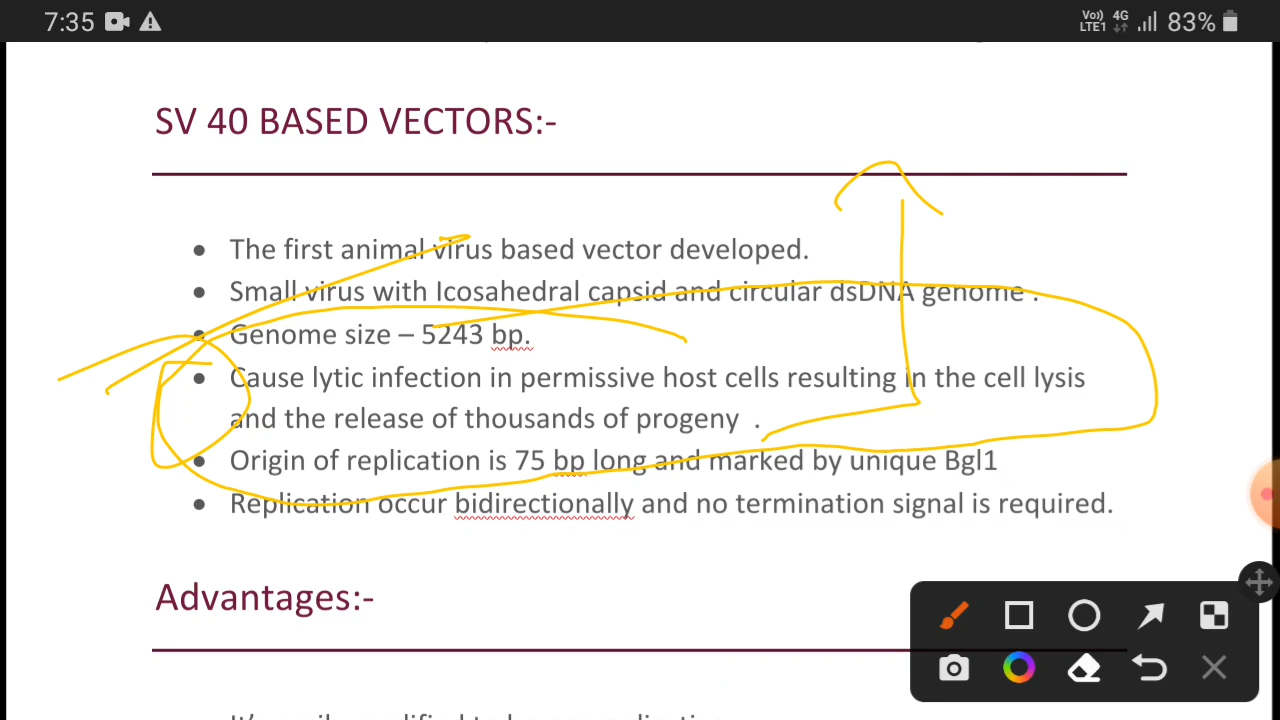 7:35 Vo) LTE1 4G 83%
SV 40 BASED VECTORS:-
● The first animal virus based vector developed.
● Small virus with Icosahedral capsid and circular dsDNA genome .
● Genome size – 5243 bp.
● Cause lytic infection in permissive host cells resulting in the cell lysis
and the release of thousands of progeny .
● Origin of replication is 75 bp long and marked by unique Bgl1
● Replication occur bidirectionally and no termination signal is required.
Advantages:-